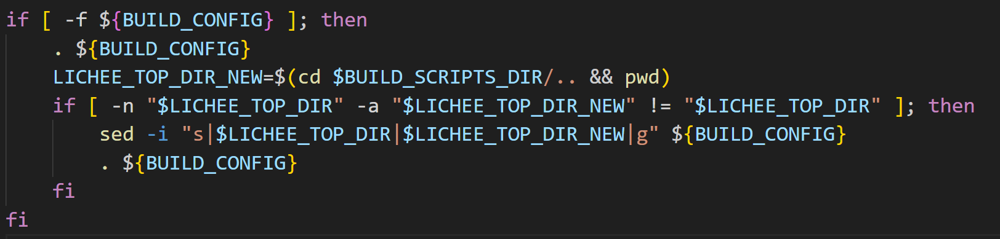 if [ -f ${BUILD_CONFIG} ]; then
    . ${BUILD_CONFIG}
    LICHEE_TOP_DIR_NEW=$(cd $BUILD_SCRIPTS_DIR/.. && pwd)
    if [ -n "$LICHEE_TOP_DIR" -a "$LICHEE_TOP_DIR_NEW" != "$LICHEE_TOP_DIR" ]; then
        sed -i "s|$LICHEE_TOP_DIR|$LICHEE_TOP_DIR_NEW|g" ${BUILD_CONFIG}
        . ${BUILD_CONFIG}
    fi
fi